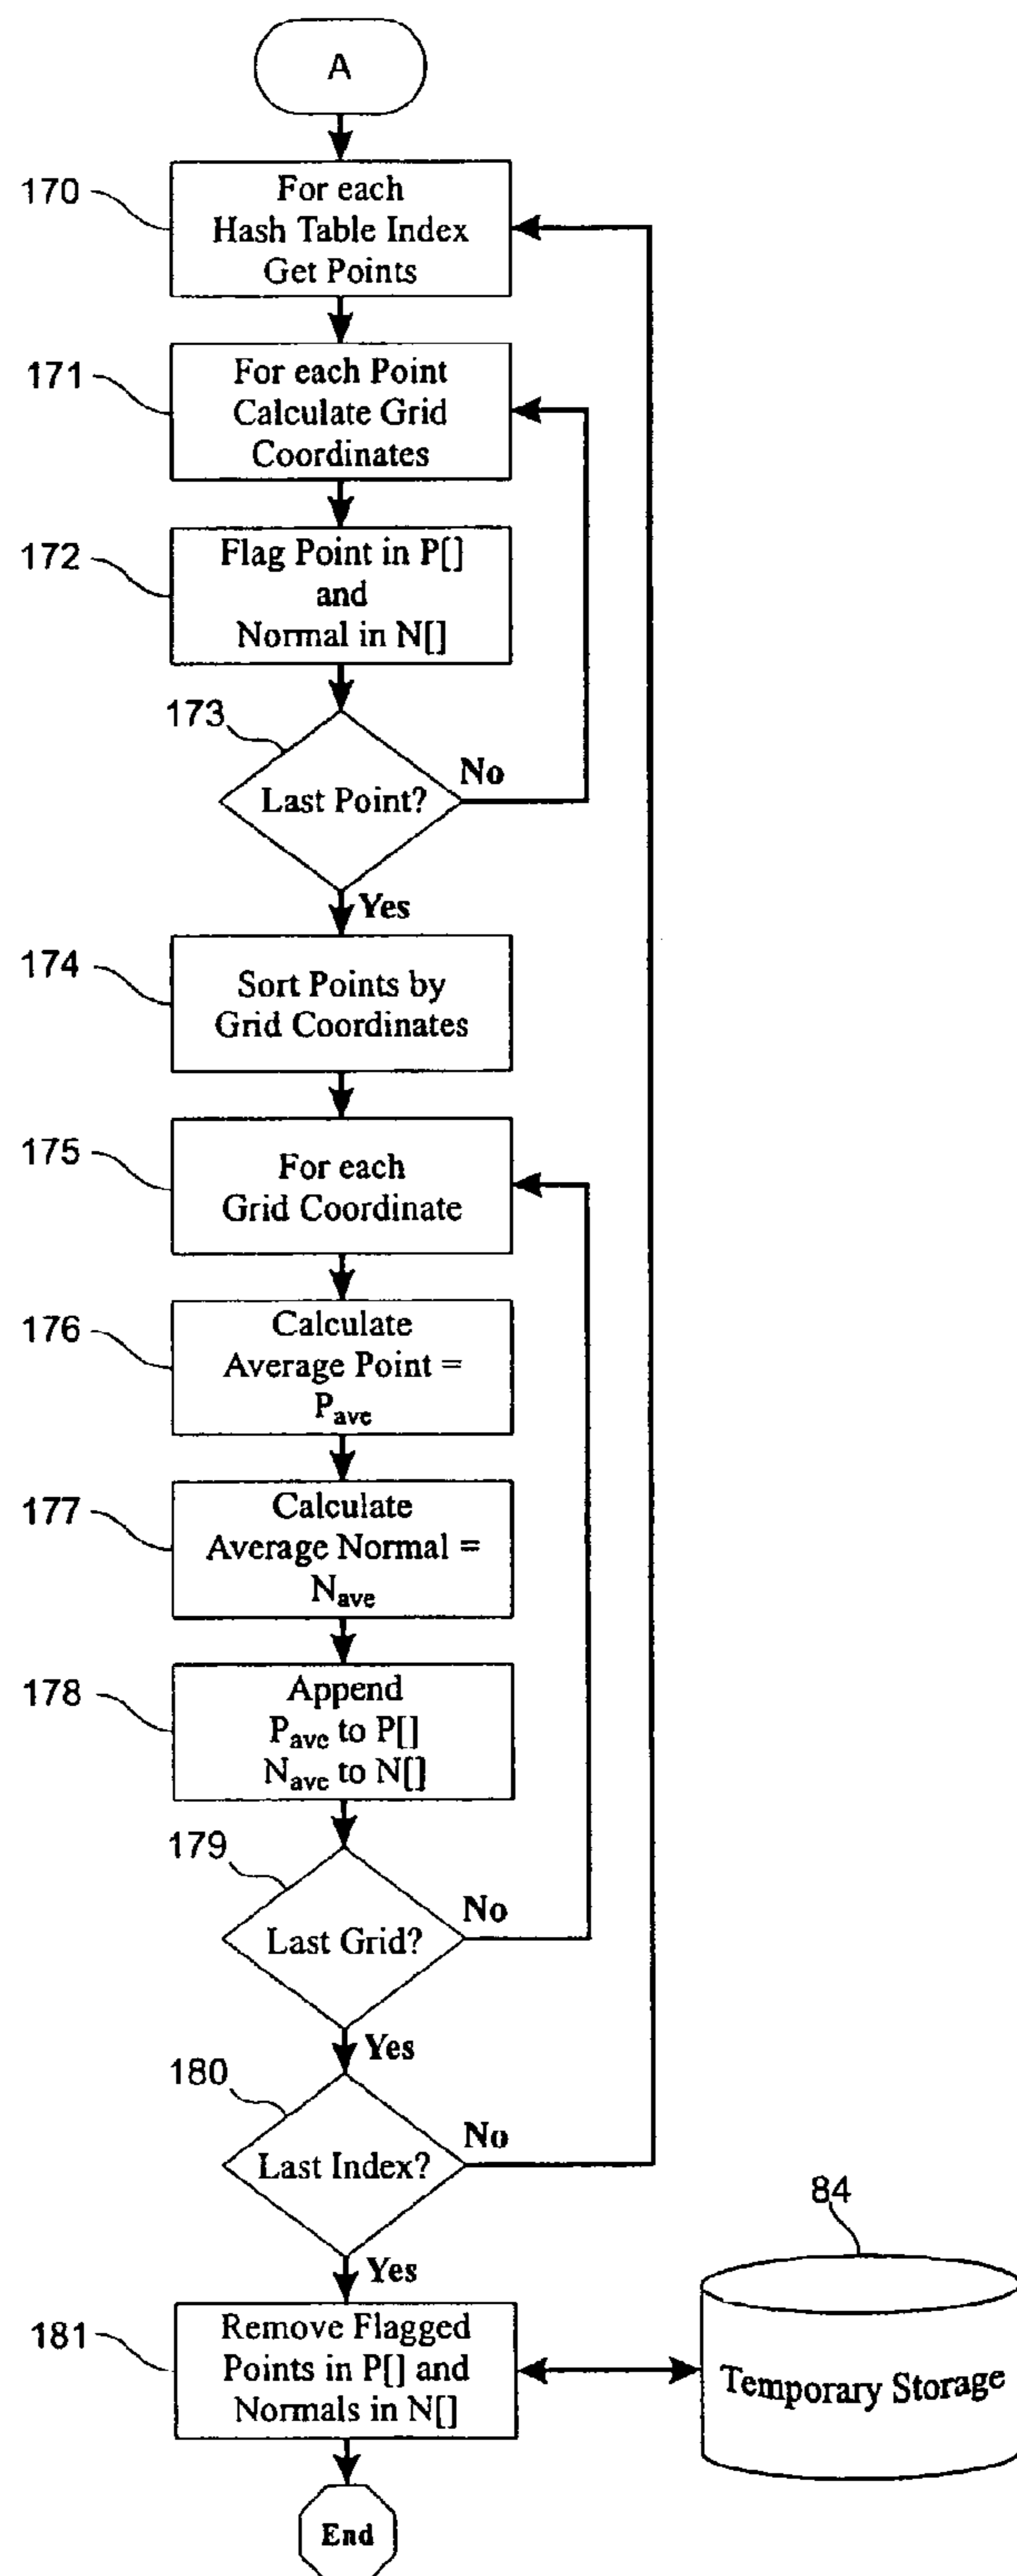 A
170
For each
Hash Table Index
Get Points
171
For each Point
Calculate Grid
Coordinates
172
Flag Point in P[]
and
Normal in N[]
173
Last Point?
No
Yes
174
Sort Points by
Grid Coordinates
175
For each
Grid Coordinate
176
Calculate
Average Point =
Pave
177
Calculate
Average Normal =
Nave
178
Append
Pave to P[]
Nave to N[]
179
Last Grid?
No
Yes
180
Last Index?
No
Yes
84
Temporary Storage
181
Remove Flagged
Points in P[] and
Normals in N[]
End